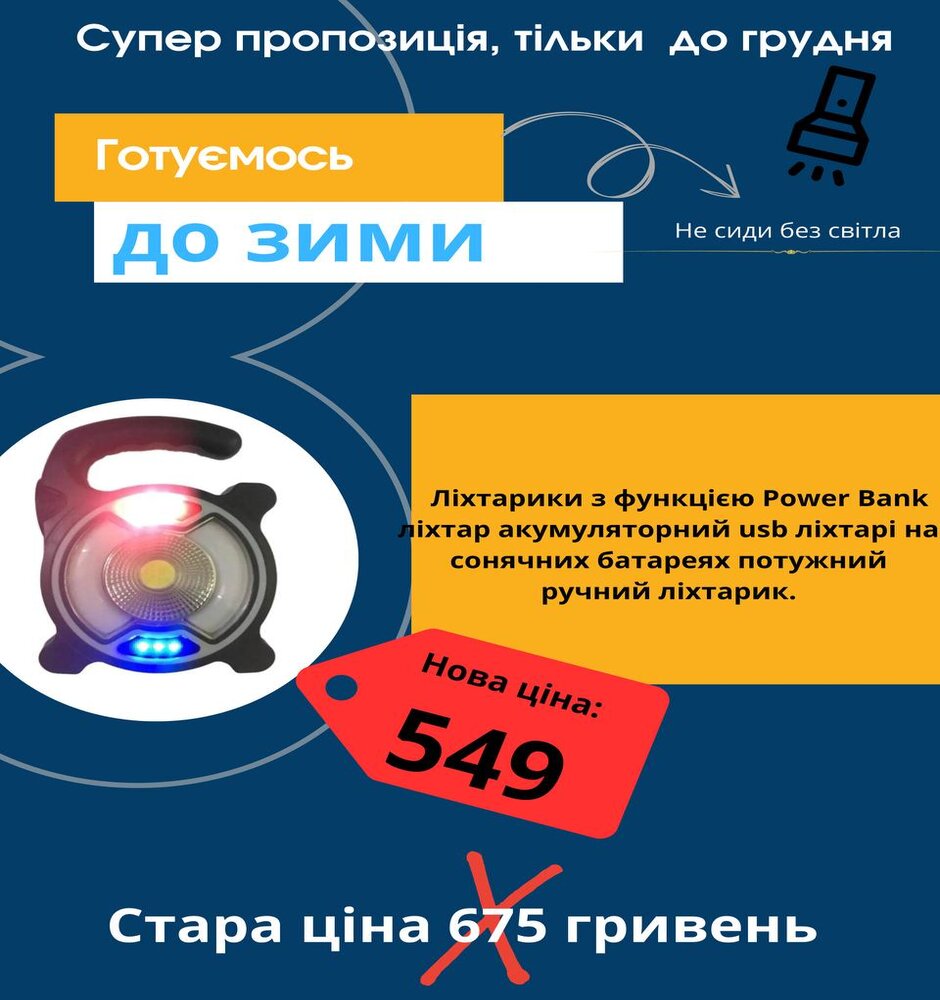 Супер пропозиція, тільки до грудня
Готуємось
до зими
Не сиди без світла
Ліхтарики з функцією Power Bank
ліхтар акумуляторний usb ліхтарі на
сонячних батареях потужний
ручний ліхтарик.
Нова ціна:
549
Стара ціна 675 гривень